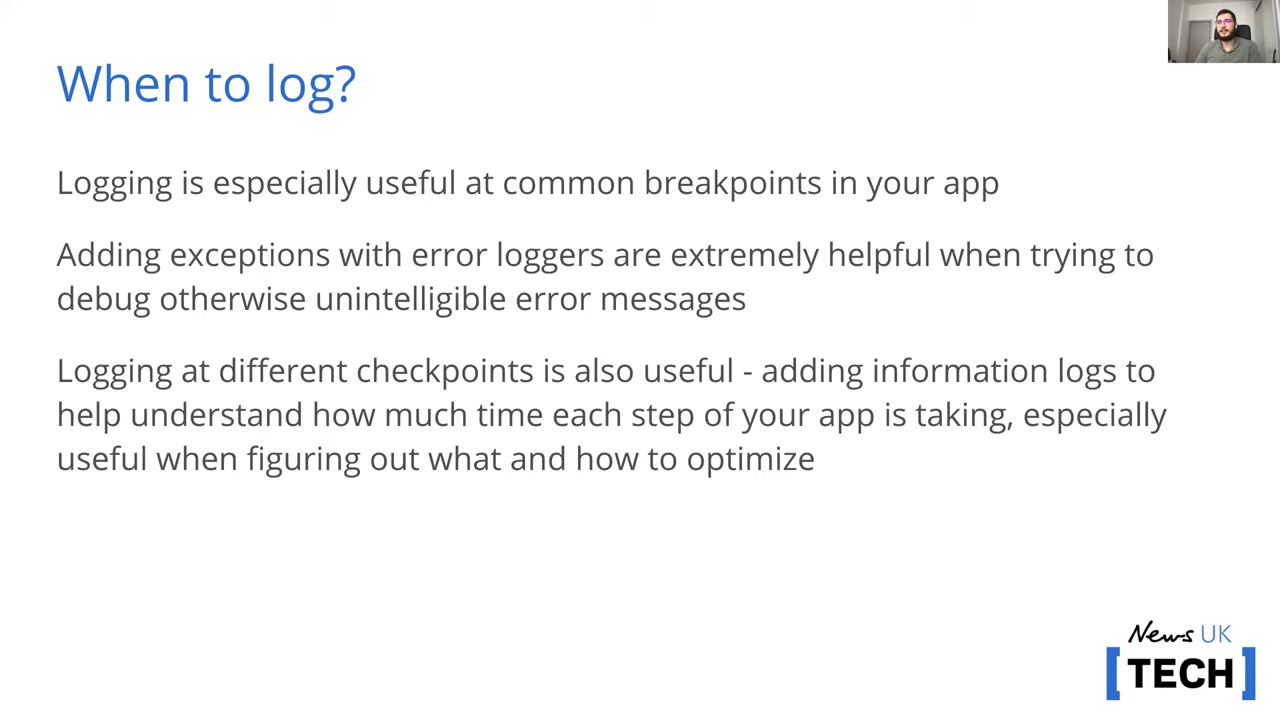 When to log?
Logging is especially useful at common breakpoints in your app
Adding exceptions with error loggers are extremely helpful when trying to
debug otherwise unintelligible error messages
Logging at different checkpoints is also useful - adding information logs to
help understand how much time each step of your app is taking, especially
useful when figuring out what and how to optimize
News UK
[TECH]